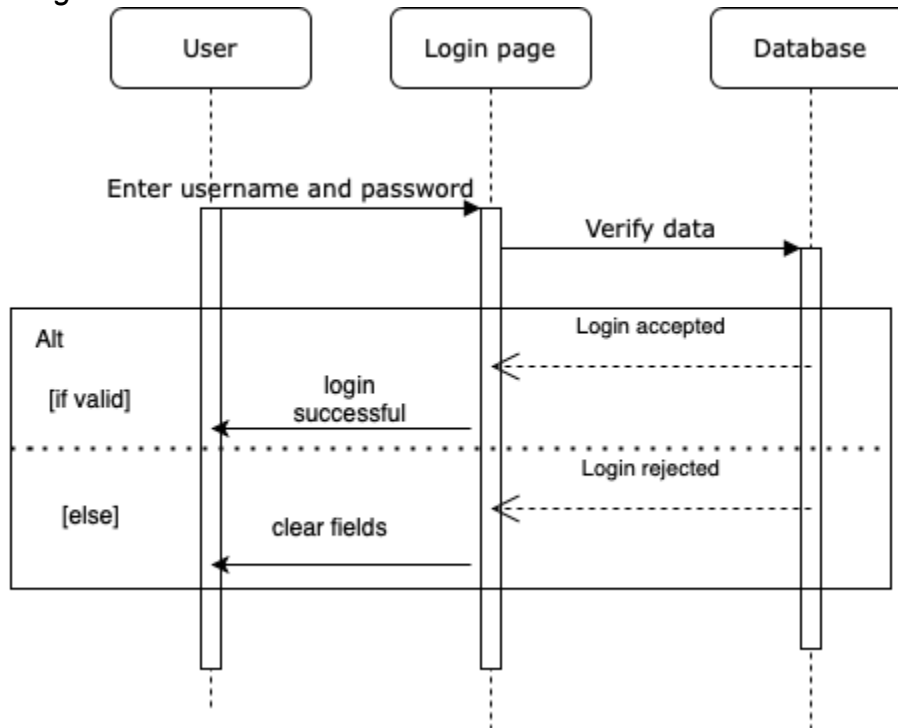 User
Login page
Database
Enter username and password
Verify data
Alt
Login accepted
[if valid]
login
successful
Login rejected
[else]
clear fields